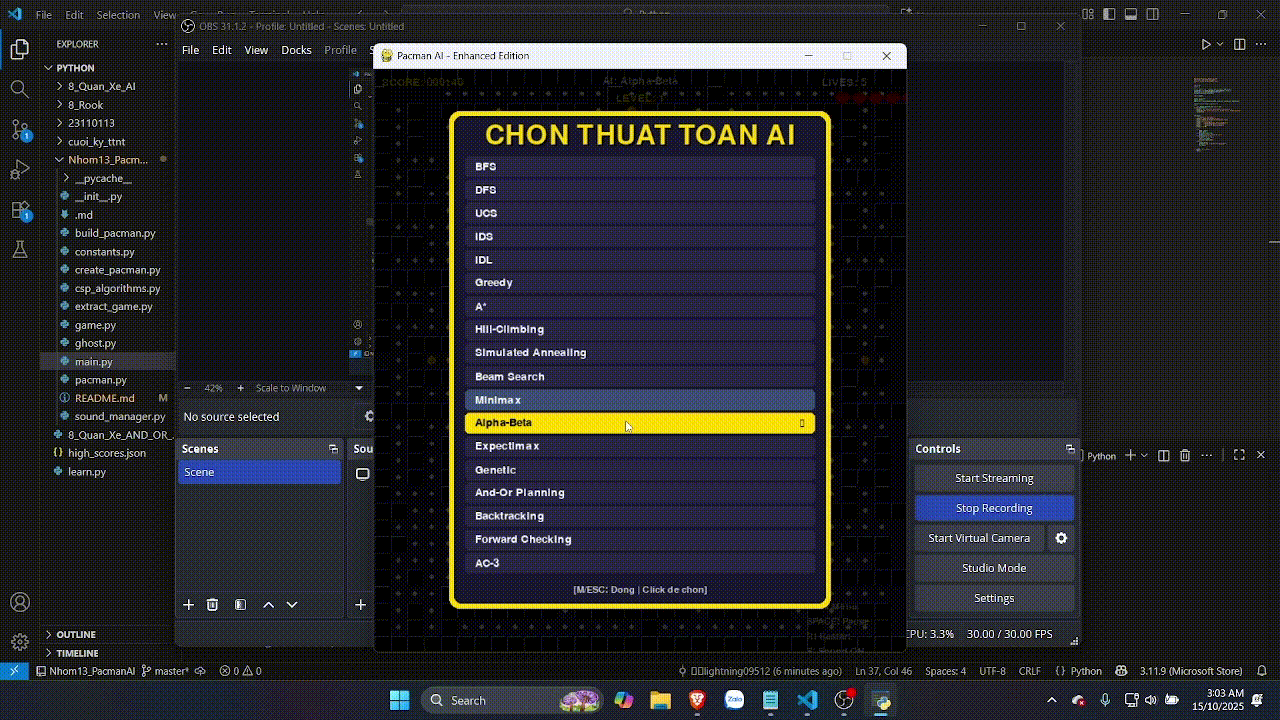 File Edit Selection View
OBS 31.1.2 - Profile: Untitled - Scenes: Untitled
File Edit View Docks Profile
EXPLORER
PYTHON
8_Quan_Xe_AI
8_Rook
23110113
cuoi_ky_ttnt
Nhom13_Pacm...
__pycache__
__init__.py
.md
build_pacman.py
constants.py
create_pacman.py
csp_algorithms.py
extract_game.py
game.py
ghost.py
main.py
pacman.py
README.md M
sound_manager.py
8_Quan_Xe_AND_OR_
high_scores.json
learn.py
OUTLINE
TIMELINE
42% Scale to Window
No source selected
Scenes
Sou
Scene
Pacman AI - Enhanced Edition
AI: Alpha-Beta
LIVES: 5
LEVEL: 1
CHON THUAT TOAN AI
BFS
DFS
UCS
IDS
IDL
Greedy
A*
Hill-Climbing
Simulated Annealing
Beam Search
Minimax
Alpha-Beta
Expectimax
Genetic
And-Or Planning
Backtracking
Forward Checking
AC-3
[M/ESC: Dong | Click de chon]
SPACE: Pause
Controls
Start Streaming
Stop Recording
Start Virtual Camera
Studio Mode
Settings
CPU: 3.3% 30.00 / 30.00 FPS
Python
Nhom13_PacmanAI master* 0 0 lightning09512 (6 minutes ago) Ln 37, Col 46 Spaces: 4 UTF-8 CRLF Python 3.11.9 (Microsoft Store)
Search
Zalo
3:03 AM
15/10/2025